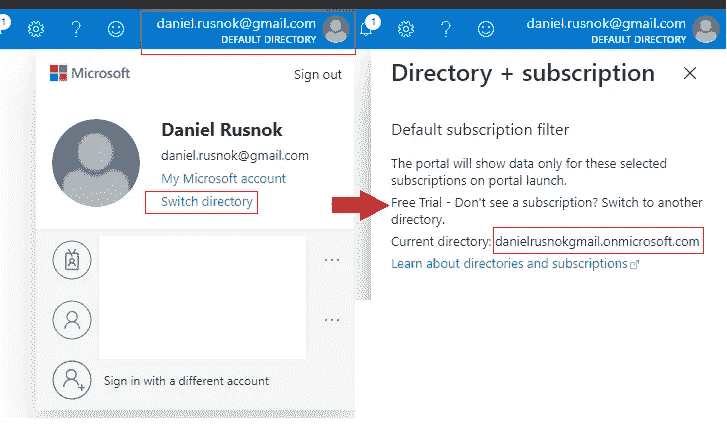 1
daniel.rusnok@gmail.com
DEFAULT DIRECTORY
Microsoft
Sign out
Daniel Rusnok
daniel.rusnok@gmail.com
My Microsoft account
Switch directory
...
...
Sign in with a different account
1
daniel.rusnok@gmail.com
DEFAULT DIRECTORY
Directory + subscription
Default subscription filter
The portal will show data only for these selected
subscriptions on portal launch.
Free Trial - Don't see a subscription? Switch to another
directory.
Current directory: danielrusnokgmail.onmicrosoft.com
Learn about directories and subscriptions